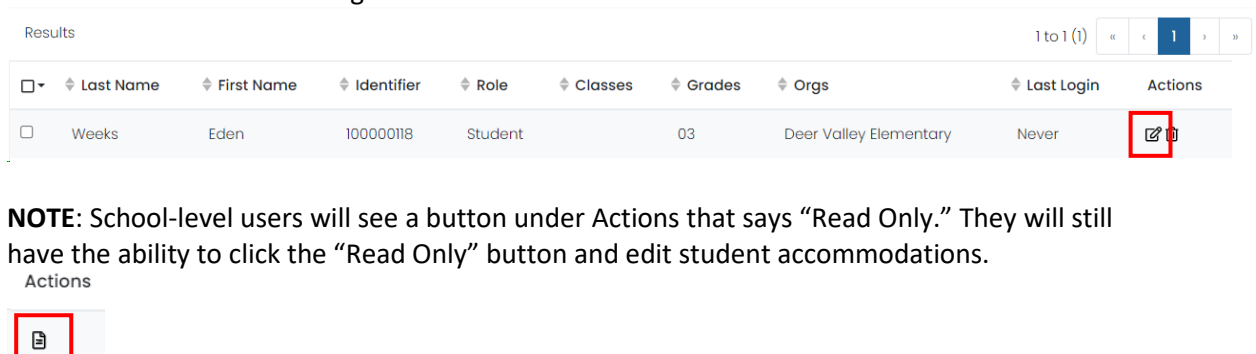 Results 1 to 1 (1) « ‹ 1 › »
Last Name First Name Identifier Role Classes Grades Orgs Last Login Actions
Weeks Eden 100000118 Student 03 Deer Valley Elementary Never
NOTE: School-level users will see a button under Actions that says “Read Only.” They will still
have the ability to click the “Read Only” button and edit student accommodations.
Actions